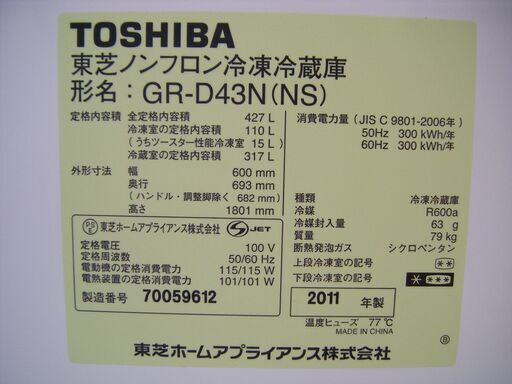 TOSHIBA
東芝ノンフロン冷凍冷蔵庫
形名：GR-D43N(NS)
定格内容積 全定格内容積 427 L
冷凍室の定格内容積 110 L
(うちツースター性能冷凍室 15 L)
冷蔵室の定格内容積 317 L
外形寸法 幅 600 mm
奥行 693 mm
(ハンドル・調整脚除く 682 mm)
高さ 1801 mm
消費電力量 (JIS C 9801-2006年)
50Hz 300 kWh/年
60Hz 300 kWh/年
種類 冷凍冷蔵庫
冷媒 R600a
冷媒封入量 63 g
質量 79 kg
断熱発泡ガス シクロペンタン
上段冷凍室の記号 **
下段冷凍室の記号 * ***
PS E 東芝ホームアプライアンス株式会社 S JET
定格電圧 100 V
定格周波数 50/60 Hz
電動機の定格消費電力 115/115 W
電熱装置の定格消費電力 101/101 W
製造番号 70059612
2011 年製
温度ヒューズ 77℃
MADE IN CHINA
東芝ホームアプライアンス株式会社
B